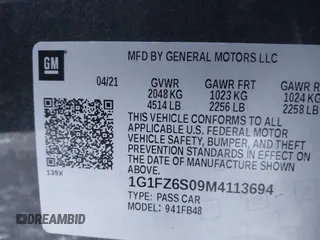 GM
MFD BY GENERAL MOTORS LLC
04/21 GVWR GAWR FRT GAWR R
2048 KG 1023 KG 1024 KG
4514 LB 2256 LB 2258 LB
THIS VEHICLE CONFORMS TO ALL
APPLICABLE U.S. FEDERAL MOTOR
VEHICLE SAFETY, BUMPER, AND THEFT
PREVENTION STANDARDS IN EFFECT ON
THE DATE OF MANUFACTURE SHOWN ABOVE.
139X
1G1FZ6S09M4113694
TYPE: PASS CAR
MODEL: 941FB48
DREAMBID